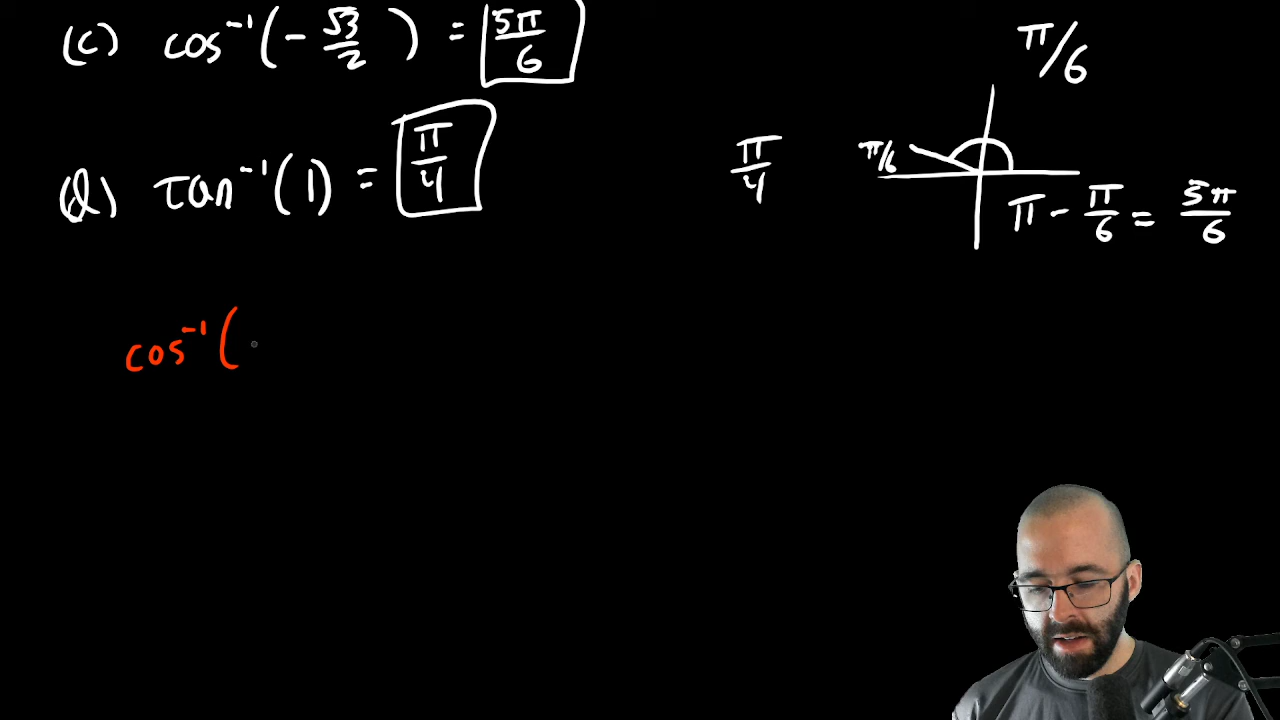 (c) cos⁻¹(-√3/2) = 5π/6
π/6
(d) tan⁻¹(1) = π/4
π/4
π/6
π - π/6 = 5π/6
cos⁻¹(